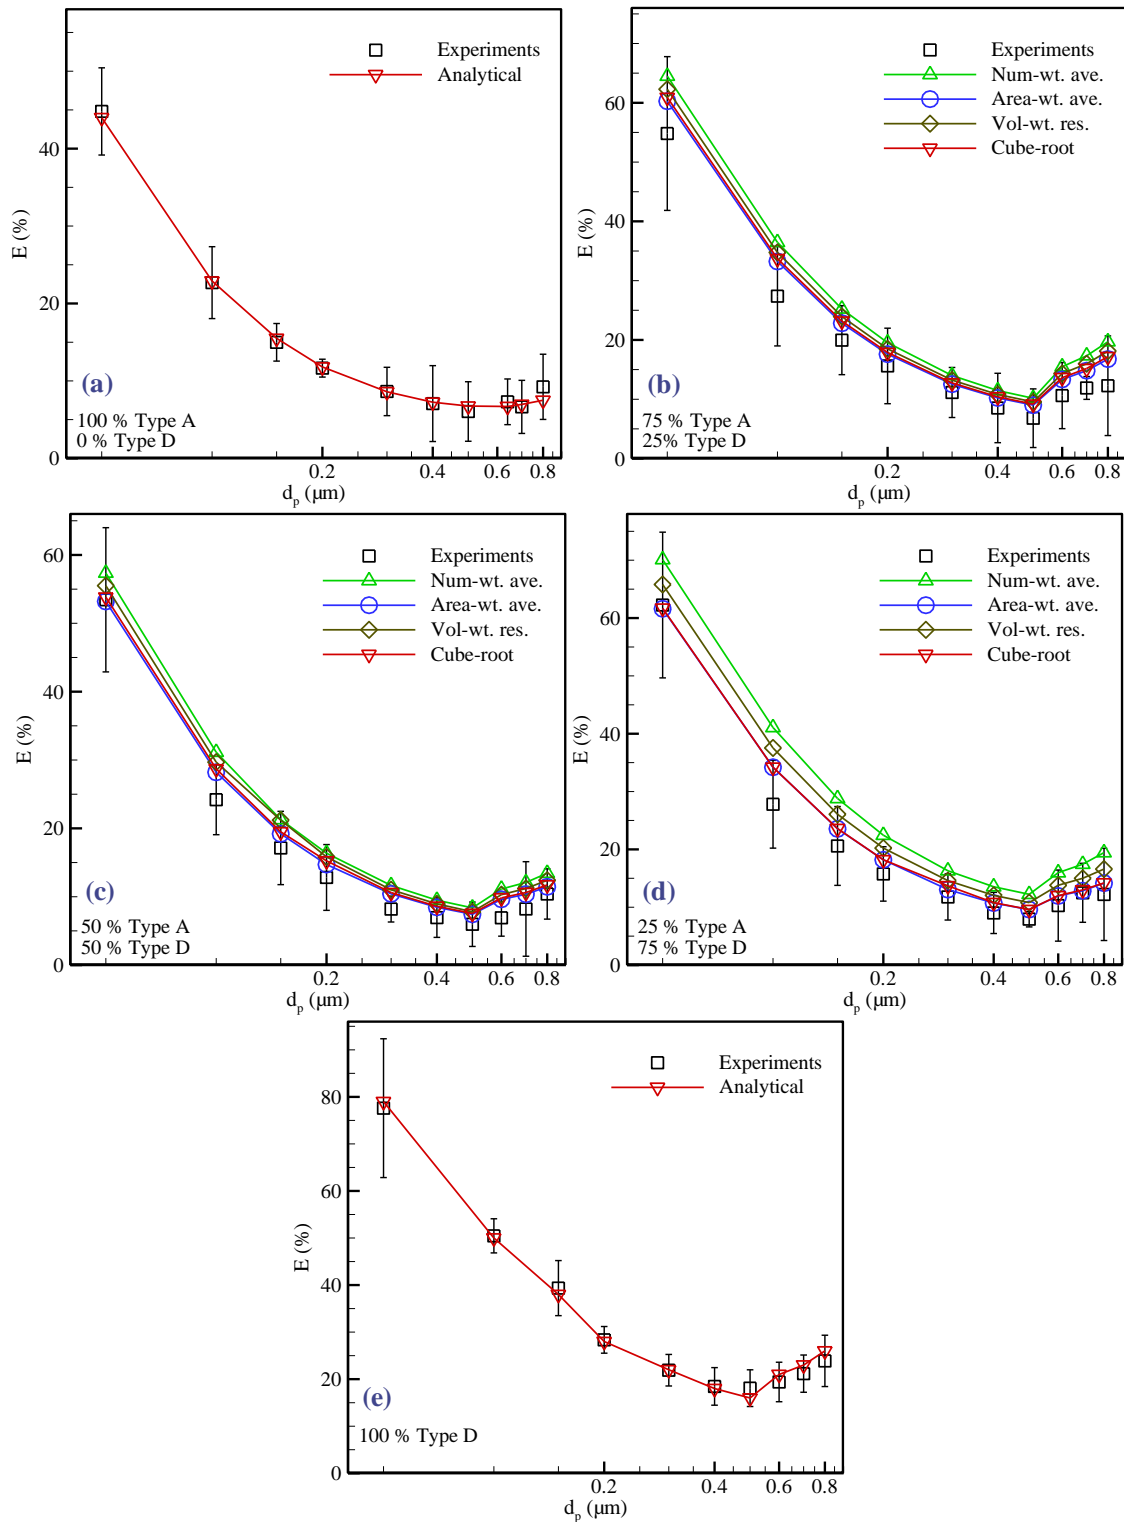 Experiments
Analytical
40
20
0
E (%)
(a)
100 % Type A
0 % Type D
0.2
0.4
0.6
0.8
d_p (µm)
Experiments
Num-wt. ave.
Area-wt. ave.
Vol-wt. res.
Cube-root
60
40
20
0
E (%)
(b)
75 % Type A
25% Type D
0.2
0.4
0.6
0.8
d_p (µm)
Experiments
Num-wt. ave.
Area-wt. ave.
Vol-wt. res.
Cube-root
60
40
20
0
E (%)
(c)
50 % Type A
50 % Type D
0.2
0.4
0.6
0.8
d_p (µm)
Experiments
Num-wt. ave.
Area-wt. ave.
Vol-wt. res.
Cube-root
60
40
20
0
E (%)
(d)
25 % Type A
75 % Type D
0.2
0.4
0.6
0.8
d_p (µm)
Experiments
Analytical
80
60
40
20
0
E (%)
(e)
100 % Type D
0.2
0.4
0.6
0.8
d_p (µm)